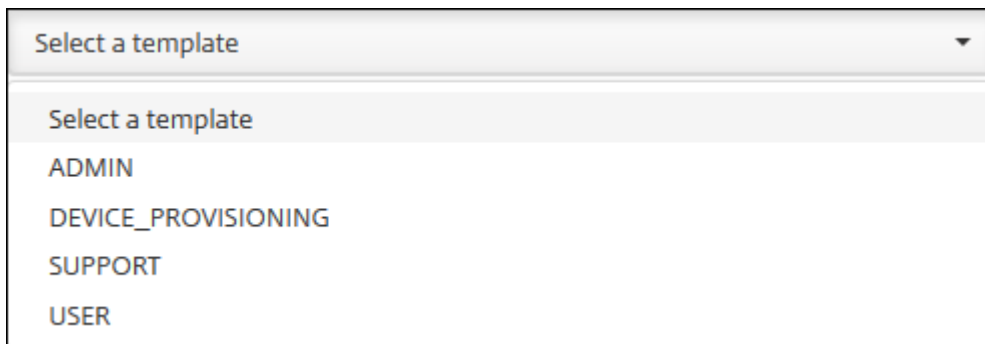 Select a template
Select a template
ADMIN
DEVICE_PROVISIONING
SUPPORT
USER